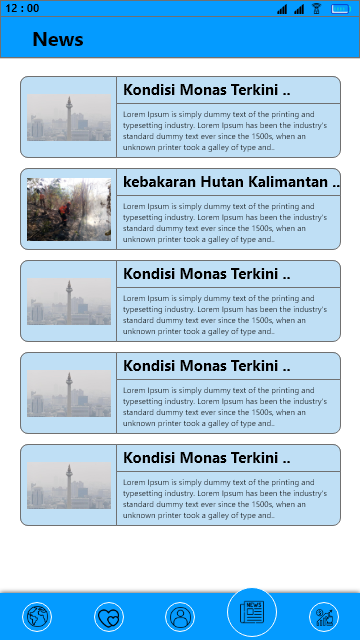 12 : 00
News
Kondisi Monas Terkini ..
Lorem Ipsum is simply dummy text of the printing and
typesetting industry. Lorem Ipsum has been the industry's
standard dummy text ever since the 1500s, when an
unknown printer took a galley of type and..
kebakaran Hutan Kalimantan ..
Lorem Ipsum is simply dummy text of the printing and
typesetting industry. Lorem Ipsum has been the industry's
standard dummy text ever since the 1500s, when an
unknown printer took a galley of type and..
Kondisi Monas Terkini ..
Lorem Ipsum is simply dummy text of the printing and
typesetting industry. Lorem Ipsum has been the industry's
standard dummy text ever since the 1500s, when an
unknown printer took a galley of type and..
Kondisi Monas Terkini ..
Lorem Ipsum is simply dummy text of the printing and
typesetting industry. Lorem Ipsum has been the industry's
standard dummy text ever since the 1500s, when an
unknown printer took a galley of type and..
Kondisi Monas Terkini ..
Lorem Ipsum is simply dummy text of the printing and
typesetting industry. Lorem Ipsum has been the industry's
standard dummy text ever since the 1500s, when an
unknown printer took a galley of type and..
NEWS